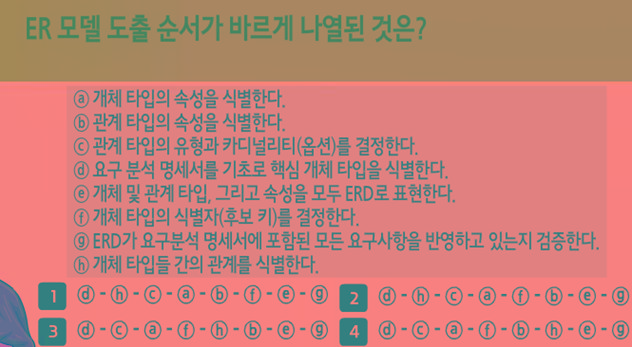 ER 모델 도출 순서가 바르게 나열된 것은?
ⓐ 개체 타입의 속성을 식별한다.
ⓑ 관계 타입의 속성을 식별한다.
ⓒ 관계 타입의 유형과 카디널리티(옵션)를 결정한다.
ⓓ 요구 분석 명세서를 기초로 핵심 개체 타입을 식별한다.
ⓔ 개체 및 관계 타입, 그리고 속성을 모두 ERD로 표현한다.
ⓕ 개체 타입의 식별자(후보 키)를 결정한다.
ⓖ ERD가 요구분석 명세서에 포함된 모든 요구사항을 반영하고 있는지 검증한다.
ⓗ 개체 타입들 간의 관계를 식별한다.
1 ⓓ - ⓗ - ⓒ - ⓐ - ⓑ - ⓕ - ⓔ - ⓖ
2 ⓓ - ⓗ - ⓒ - ⓐ - ⓕ - ⓑ - ⓔ - ⓖ
3 ⓓ - ⓒ - ⓐ - ⓕ - ⓗ - ⓑ - ⓔ - ⓖ
4 ⓓ - ⓒ - ⓐ - ⓕ - ⓑ - ⓗ - ⓔ - ⓖ